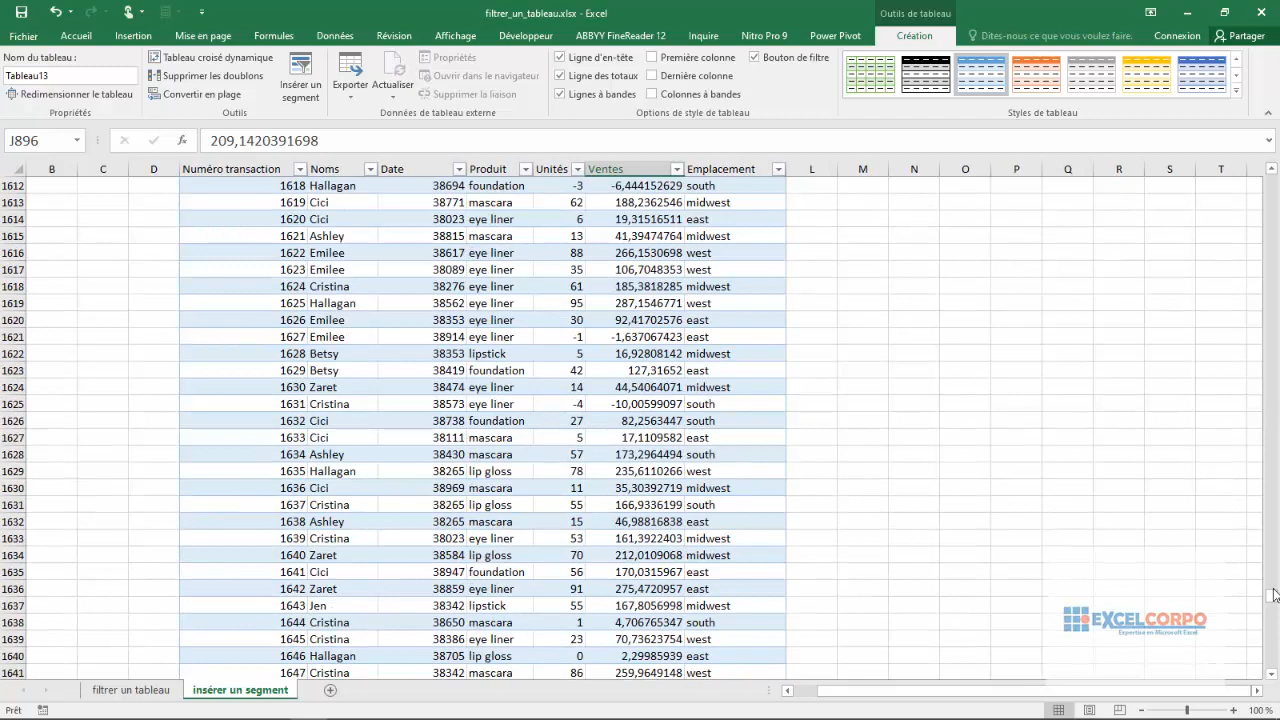 filtrer_un_tableau.xlsx - Excel
Outils de tableau
Fichier Accueil Insertion Mise en page Formules Données Révision Affichage Développeur ABBYY FineReader 12 Inquire Nitro Pro 9 Power Pivot Création Dites-nous ce que vous voulez faire. Connexion Partager
Nom du tableau :
Tableau13
Redimensionner le tableau
Propriétés
Tableau croisé dynamique
Supprimer les doublons
Convertir en plage
Outils
Insérer un
segment
Exporter
Actualiser
Propriétés
Ouvrir dans le navigateur
Supprimer la liaison
Données de tableau externe
Ligne d'en-tête
Première colonne
Bouton de filtre
Ligne des totaux
Dernière colonne
Lignes à bandes
Colonnes à bandes
Options de style de tableau
Styles de tableau
J896
fx
209,1420391698
B C D Numéro transaction Noms Date Produit Unités Ventes Emplacement L M N O P Q R S T
1612 1618 Hallagan 38694 foundation -3 -6,444152629 south
1613 1619 Cici 38771 mascara 62 188,2362546 midwest
1614 1620 Cici 38023 eye liner 6 19,31516511 east
1615 1621 Ashley 38815 mascara 13 41,39474764 midwest
1616 1622 Emilee 38617 eye liner 88 266,1530698 west
1617 1623 Emilee 38089 eye liner 35 106,7048353 west
1618 1624 Cristina 38276 eye liner 61 185,3818285 midwest
1619 1625 Hallagan 38562 eye liner 95 287,1546771 west
1620 1626 Emilee 38353 eye liner 30 92,41702576 east
1621 1627 Emilee 38914 eye liner -1 -1,637067423 east
1622 1628 Betsy 38353 lipstick 5 16,92808142 midwest
1623 1629 Betsy 38419 foundation 42 127,31652 east
1624 1630 Zaret 38474 eye liner 14 44,54064071 midwest
1625 1631 Cristina 38573 eye liner -4 -10,00599097 south
1626 1632 Cici 38738 foundation 27 82,2563447 south
1627 1633 Cici 38111 mascara 5 17,1109582 east
1628 1634 Ashley 38430 mascara 57 173,2964494 south
1629 1635 Hallagan 38265 lip gloss 78 235,6110266 west
1630 1636 Cici 38969 mascara 11 35,30392719 midwest
1631 1637 Cristina 38265 lip gloss 55 166,9336199 south
1632 1638 Ashley 38265 mascara 15 46,98816838 east
1633 1639 Cristina 38023 eye liner 53 161,3922403 midwest
1634 1640 Zaret 38584 lip gloss 70 212,0109068 midwest
1635 1641 Cici 38947 foundation 56 170,0315967 east
1636 1642 Zaret 38859 eye liner 91 275,4720957 east
1637 1643 Jen 38342 lipstick 55 167,8056998 midwest
1638 1644 Cristina 38650 mascara 1 4,706765347 south
1639 1645 Cristina 38386 eye liner 23 70,73623754 west
1640 1646 Hallagan 38705 lip gloss 0 2,29985939 east
1641 1647 Cristina 38342 mascara 86 259,9649148 west
EXCELCORPO
Expertise en Microsoft Excel
filtrer un tableau insérer un segment
Prêt
100 %